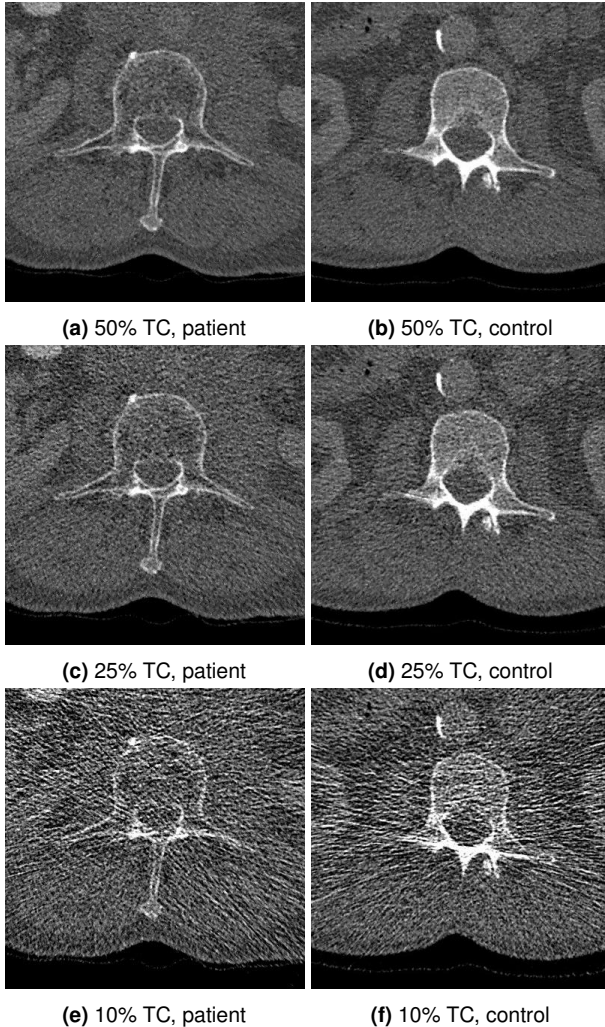 (a) 50% TC, patient
(b) 50% TC, control
(c) 25% TC, patient
(d) 25% TC, control
(e) 10% TC, patient
(f) 10% TC, control